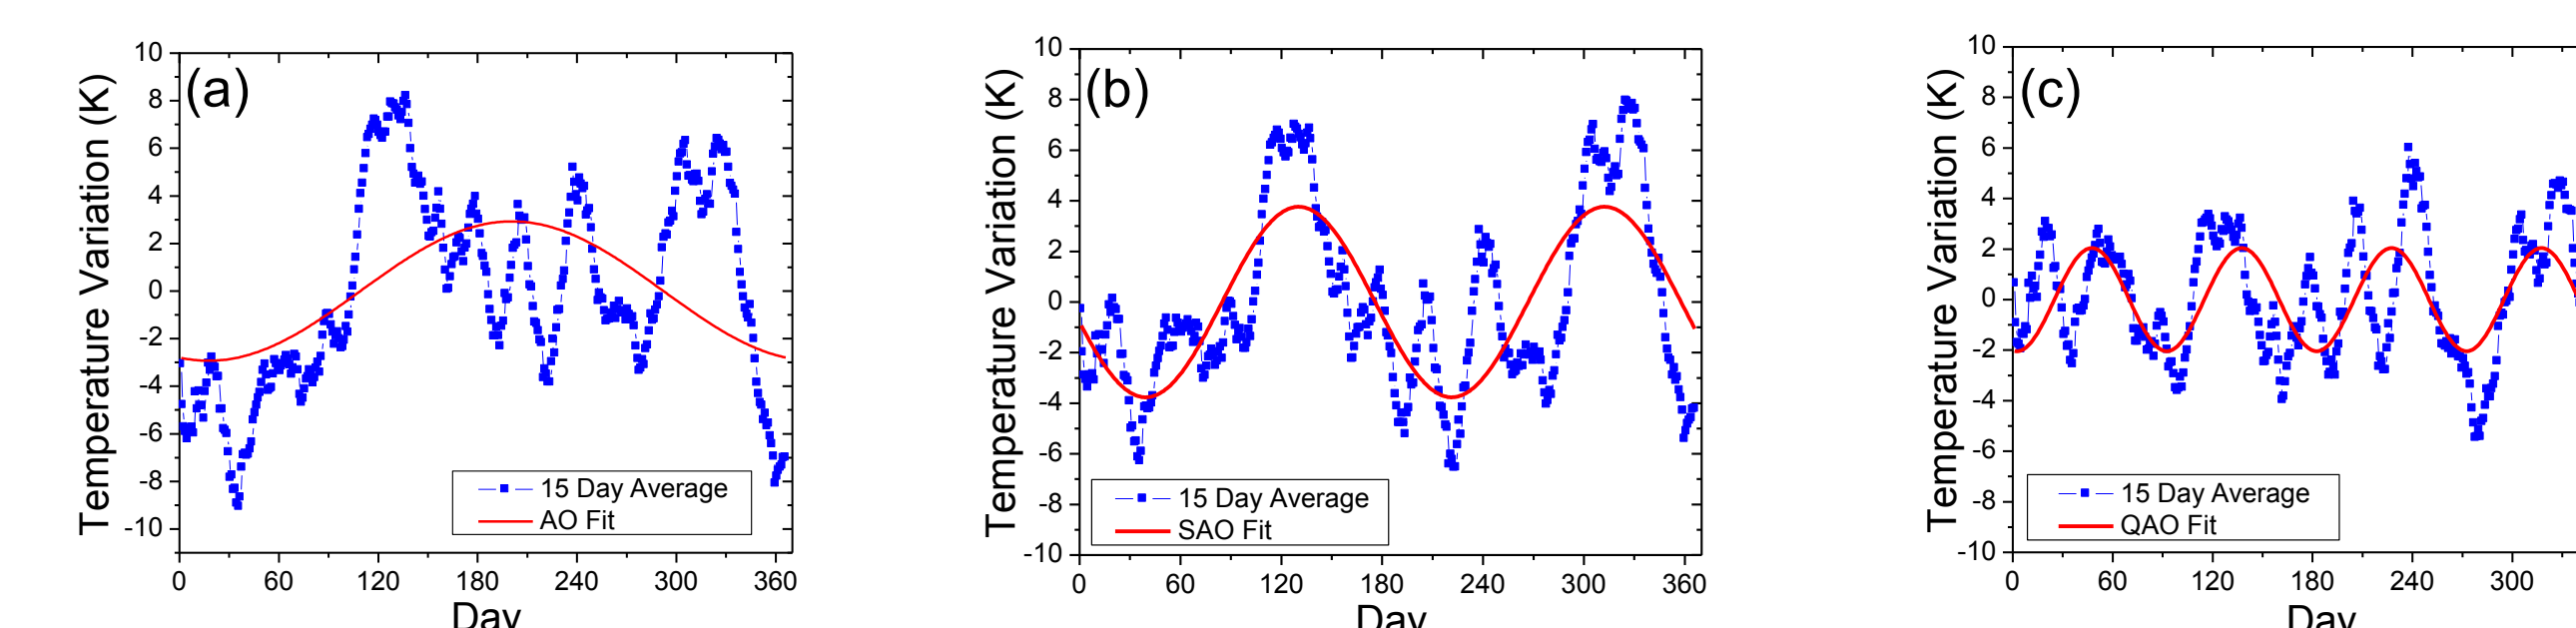 (a)
Temperature Variation (K)
10
8
6
4
2
0
-2
-4
-6
-8
-10
15 Day Average
AO Fit
0 60 120 180 240 300 360
Day
(b)
Temperature Variation (K)
10
8
6
4
2
0
-2
-4
-6
-8
-10
15 Day Average
SAO Fit
0 60 120 180 240 300 360
Day
(c)
Temperature Variation (K)
10
8
6
4
2
0
-2
-4
-6
-8
-10
15 Day Average
QAO Fit
0 60 120 180 240 300
Day